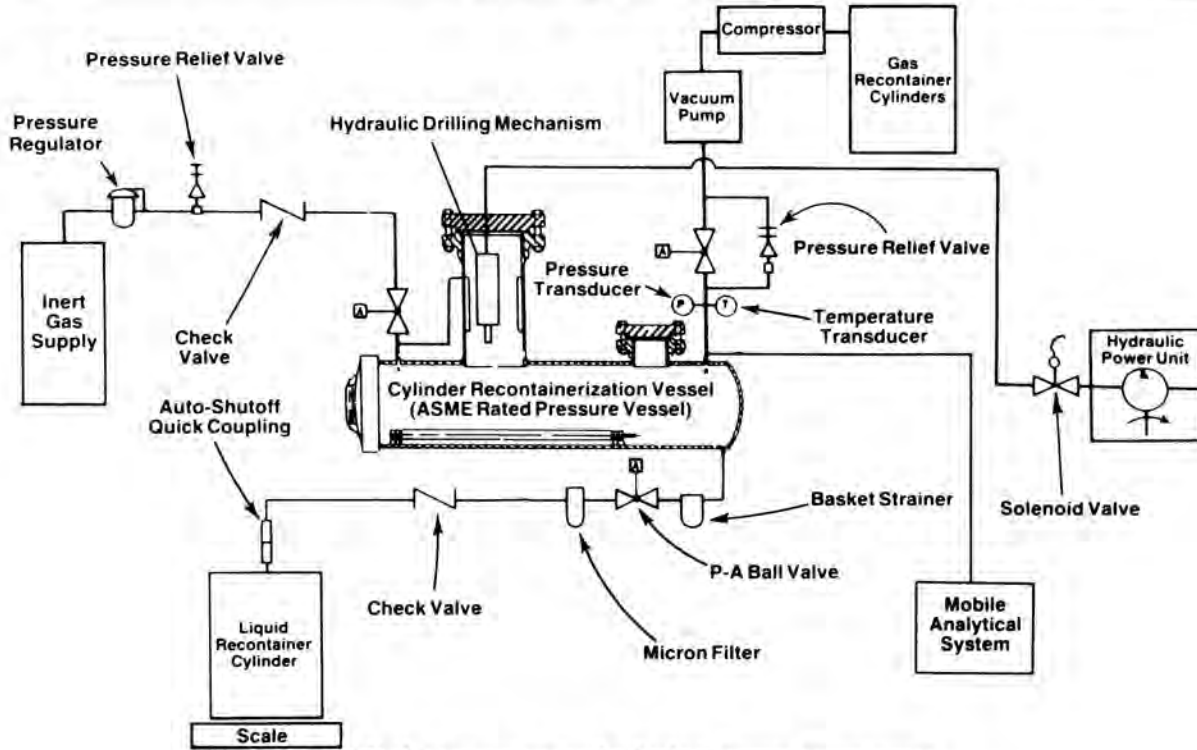 Compressor
Gas
Recontainer
Cylinders
Vacuum
Pump
Pressure Relief Valve
Hydraulic Drilling Mechanism
Pressure
Regulator
Pressure Relief Valve
A
Pressure
Transducer
P
T
Temperature
Transducer
Inert
Gas
Supply
Check
Valve
A
Hydraulic
Power Unit
Cylinder Recontainerization Vessel
(ASME Rated Pressure Vessel)
Auto-Shutoff
Quick Coupling
A
Basket Strainer
Solenoid Valve
P-A Ball Valve
Check Valve
Micron Filter
Mobile
Analytical
System
Liquid
Recontainer
Cylinder
Scale